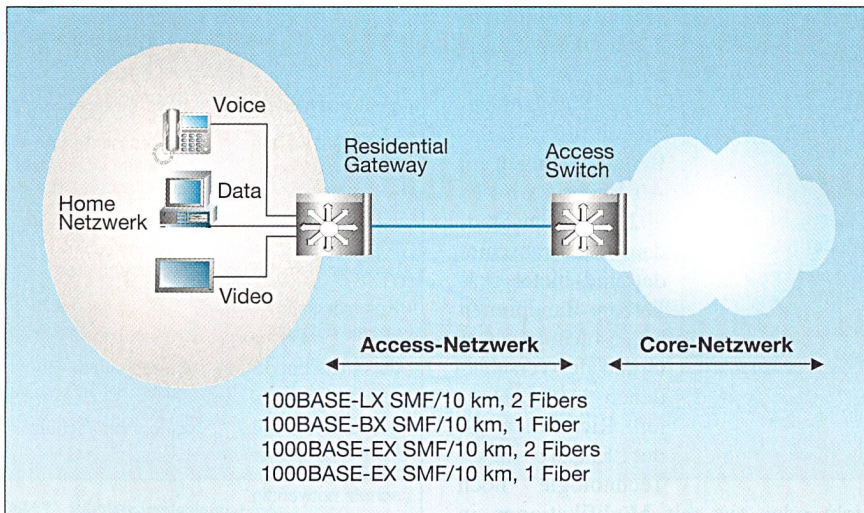 Voice
Residential
Gateway
Access
Switch
Home
Netzwerk
Data
Video
Access-Netzwerk
Core-Netzwerk
100BASE-LX SMF/10 km, 2 Fibers
100BASE-BX SMF/10 km, 1 Fiber
1000BASE-EX SMF/10 km, 2 Fibers
1000BASE-EX SMF/10 km, 1 Fiber